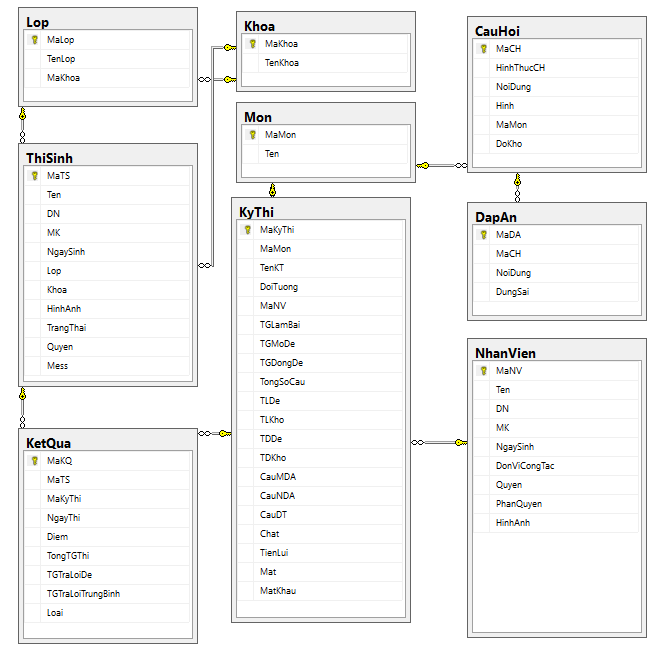 Lop
MaLop
TenLop
MaKhoa
Khoa
MaKhoa
TenKhoa
CauHoi
MaCH
HinhThucCH
NoiDung
Hinh
MaMon
DoKho
Mon
MaMon
Ten
ThiSinh
MaTS
Ten
DN
MK
NgaySinh
Lop
Khoa
HinhAnh
TrangThai
Quyen
Mess
KyThi
MaKyThi
MaMon
TenKT
DoiTuong
MaNV
TGLamBai
TGMoDe
TGDongDe
TongSoCau
TLDe
TLKho
TDDe
TDKho
CauMDA
CauNDA
CauDT
Chat
TienLui
Mat
MatKhau
DapAn
MaDA
MaCH
NoiDung
DungSai
NhanVien
MaNV
Ten
DN
MK
NgaySinh
DonViCongTac
Quyen
PhanQuyen
HinhAnh
KetQua
MaKQ
MaTS
MaKyThi
NgayThi
Diem
TongTGThi
TGTraLoiDe
TGTraLoiTrungBinh
Loai